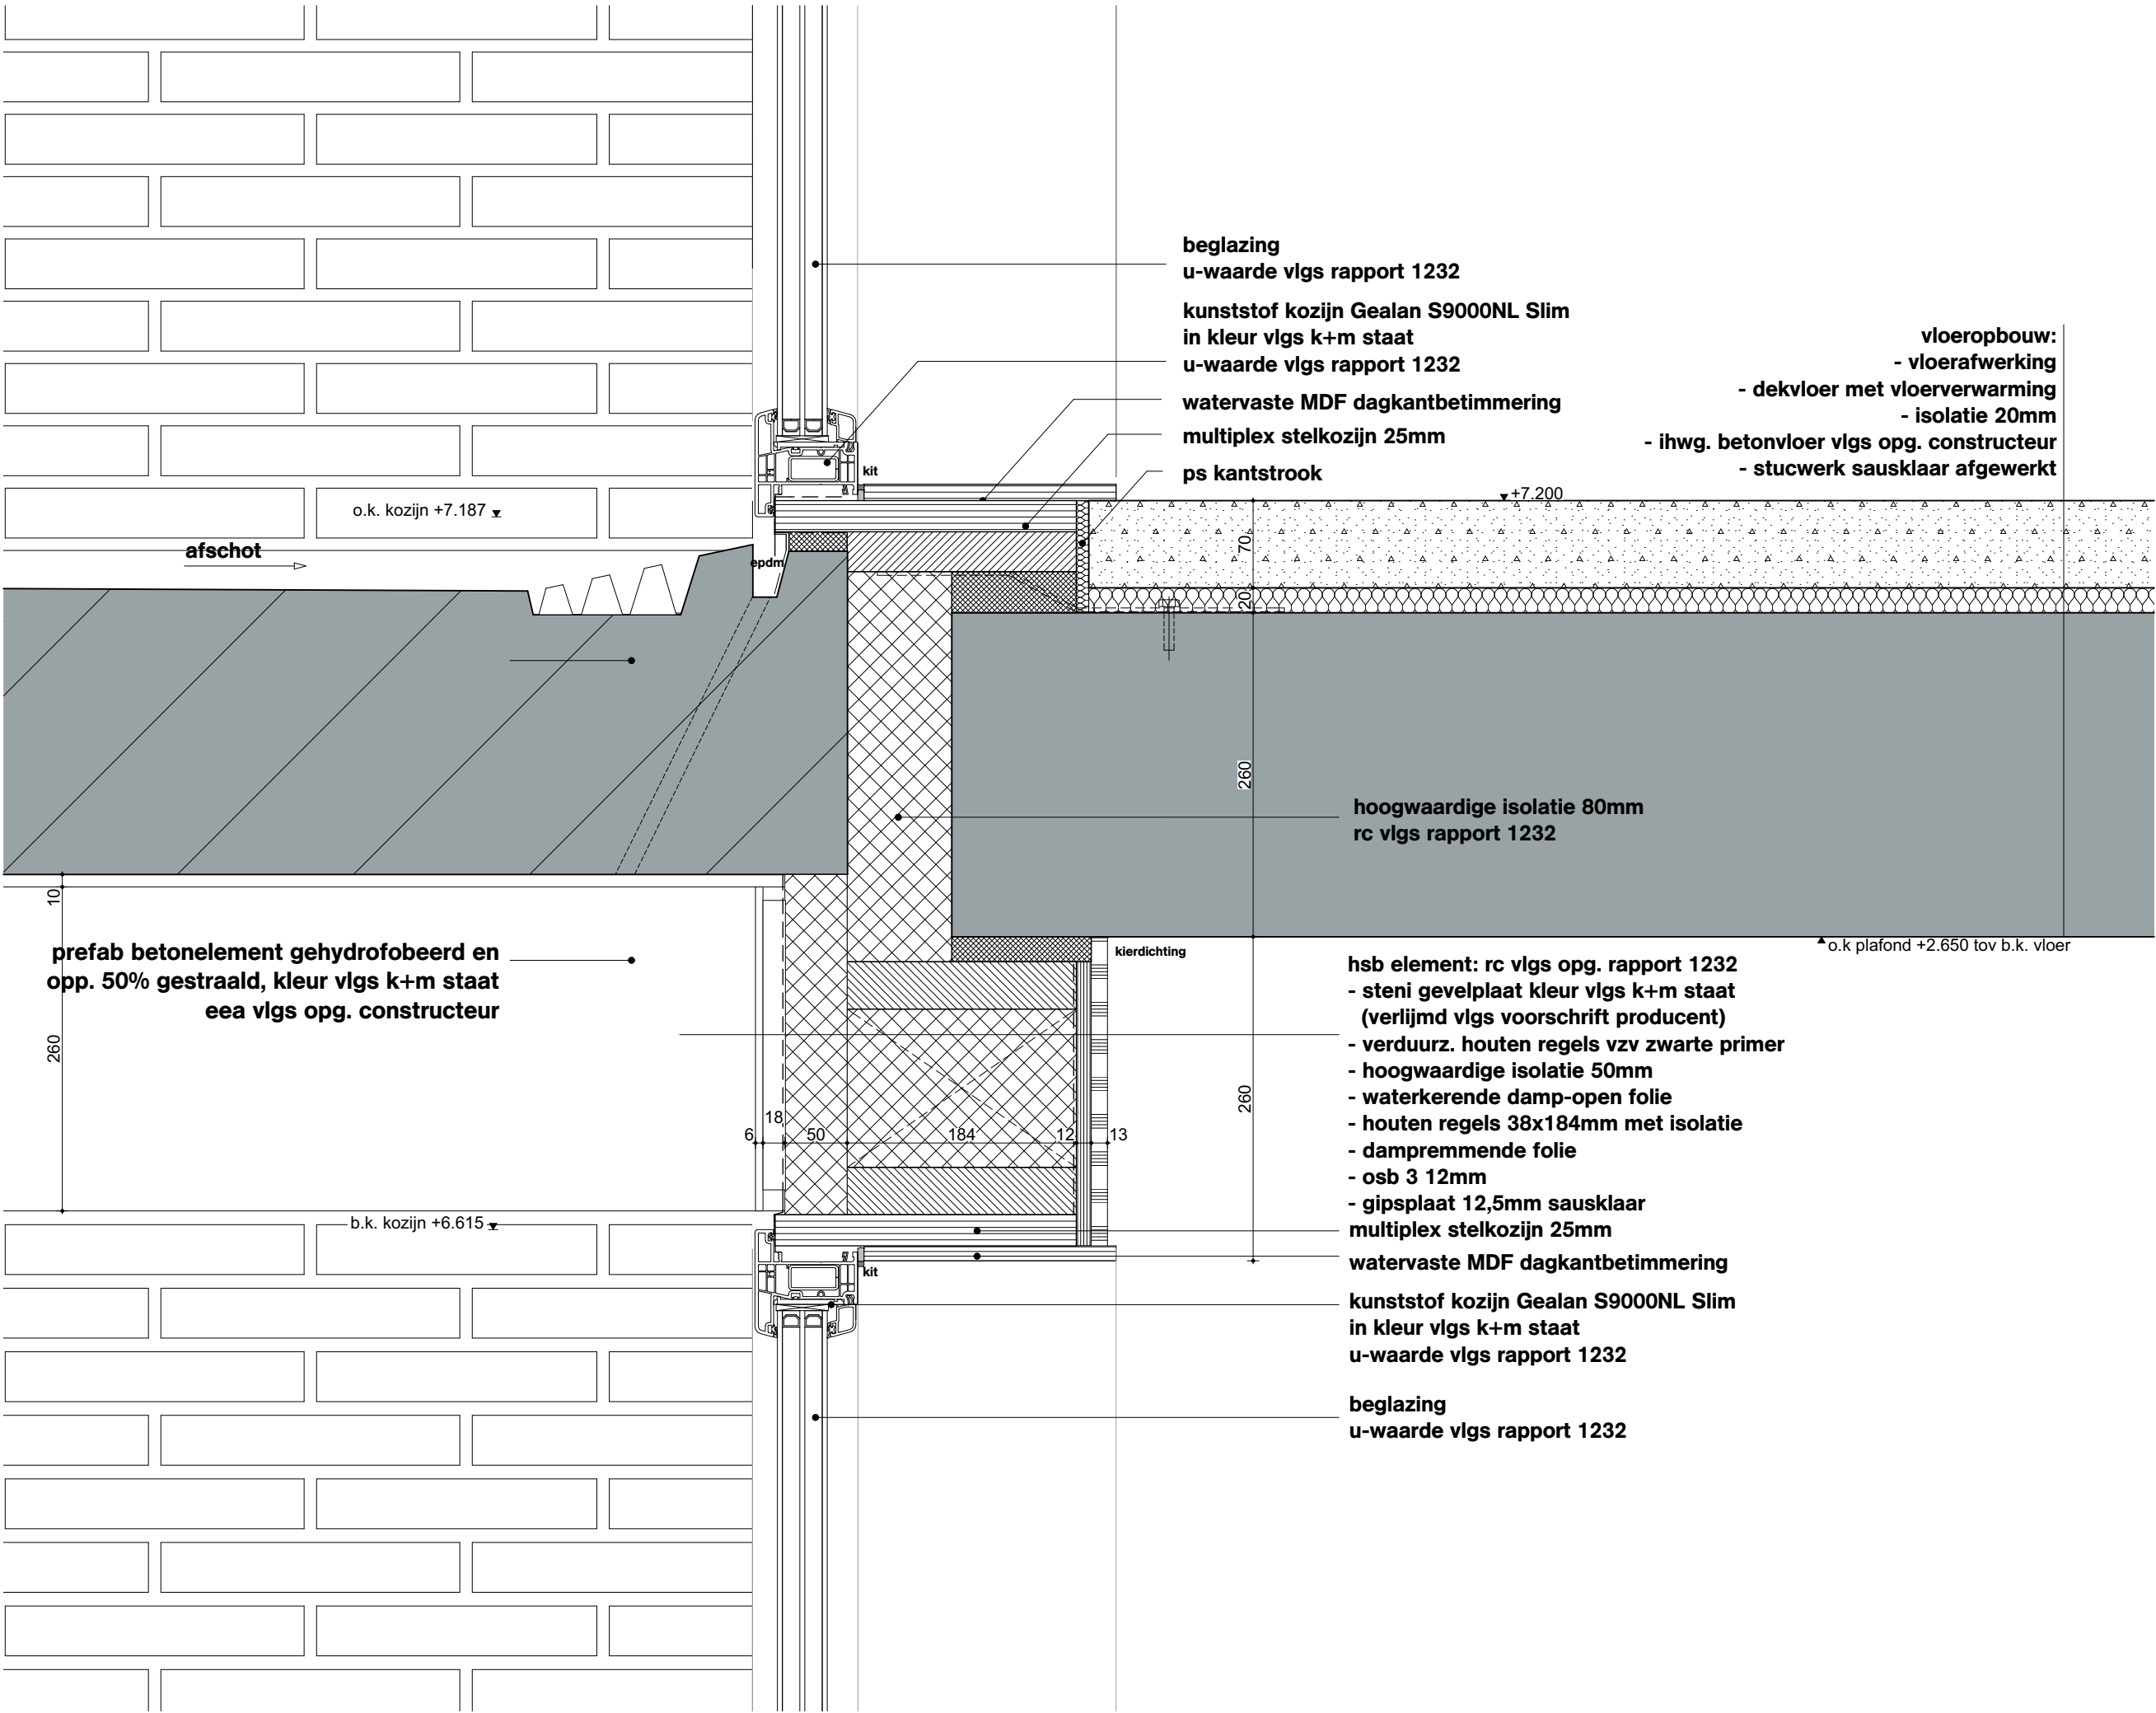 beglazing
u-waarde vlgs rapport 1232
kunststof kozijn Gealan S9000NL Slim
in kleur vlgs k+m staat
u-waarde vlgs rapport 1232
watervaste MDF dagkantbetimmering
multiplex stelkozijn 25mm
ps kantstrook
vloeropbouw:
- vloerafwerking
- dekvloer met vloerverwarming
- isolatie 20mm
- ihwg. betonvloer vlgs opg. constructeur
- stucwerk sausklaar afgewerkt
kit
+7.200
o.k. kozijn +7.187
afschot
epdm
70
20
260
hoogwaardige isolatie 80mm
rc vlgs rapport 1232
10
prefab betonelement gehydrofobeerd en
opp. 50% gestraald, kleur vlgs k+m staat
eea vlgs opg. constructeur
260
kierdichting
o.k plafond +2.650 tov b.k. vloer
hsb element: rc vlgs opg. rapport 1232
- steni gevelplaat kleur vlgs k+m staat
(verlijmd vlgs voorschrift producent)
- verduurz. houten regels vzv zwarte primer
- hoogwaardige isolatie 50mm
- waterkerende damp-open folie
- houten regels 38x184mm met isolatie
- dampremmende folie
- osb 3 12mm
- gipsplaat 12,5mm sausklaar
260
6 18 50 184 12 13
b.k. kozijn +6.615
multiplex stelkozijn 25mm
watervaste MDF dagkantbetimmering
kit
kunststof kozijn Gealan S9000NL Slim
in kleur vlgs k+m staat
u-waarde vlgs rapport 1232
beglazing
u-waarde vlgs rapport 1232